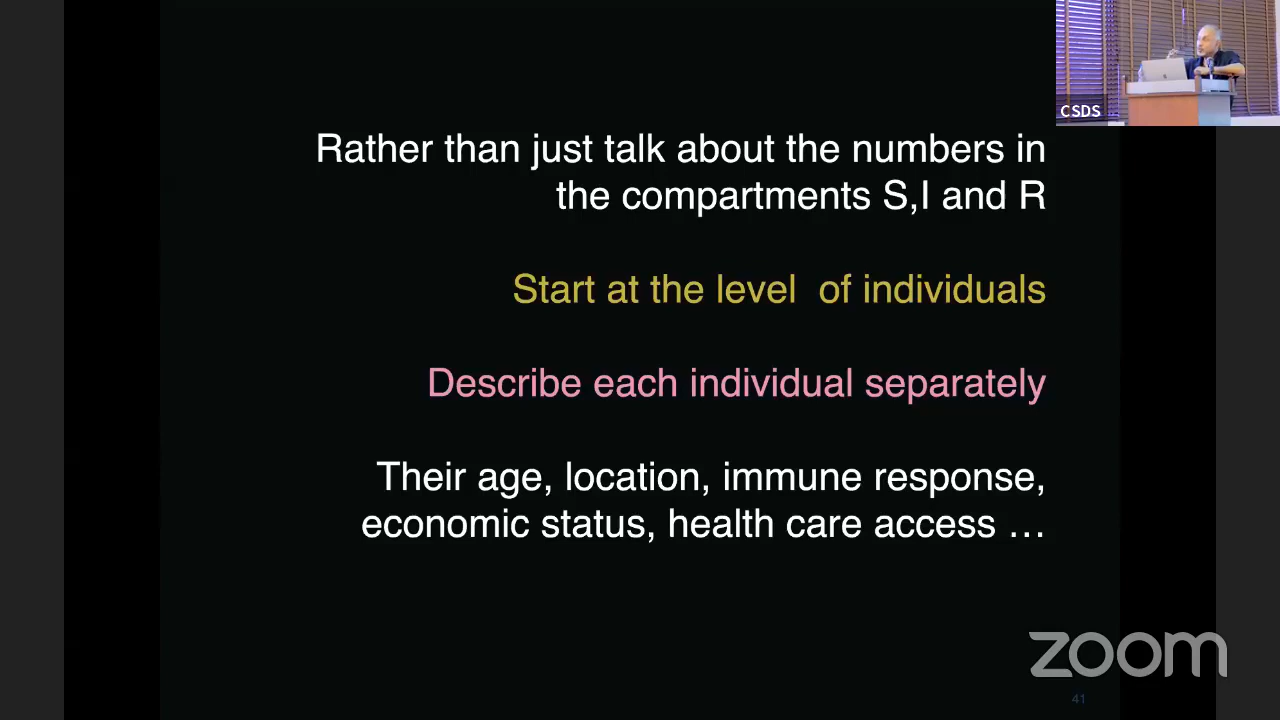 CSDS
Rather than just talk about the numbers in
the compartments S,I and R
Start at the level  of individuals
Describe each individual separately
Their age, location, immune response,
economic status, health care access …
zoom
41